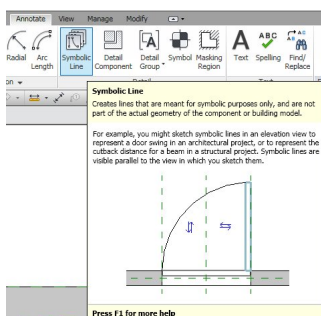 Annotate View Manage Modify
Radial Arc Length Symbolic Line Detail Component Detail Group Symbol Masking Region Text Spelling Find/ Replace
ABC
A
Detail
Text
Symbolic Line
Creates lines that are meant for symbolic purposes only, and are not
part of the actual geometry of the component or building model.
For example, you might sketch symbolic lines in an elevation view to
represent a door swing in an architectural project, or to represent the
cutback distance for a beam in a structural project. Symbolic lines are
visible parallel to the view in which you sketch them.
Press F1 for more help